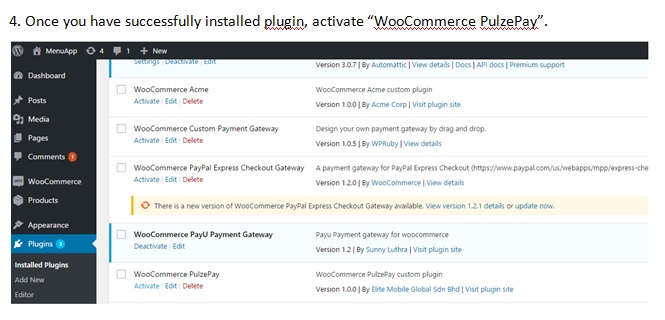 4. Once you have successfully installed plugin, activate “WooCommerce PulzePay”.
MenuApp 4 1 + New
Dashboard
Posts
Media
Pages
Comments 1
WooCommerce
Products
Appearance
Plugins 3
Installed Plugins
Add New
Editor
Settings | Deactivate | Edit
Version 3.0.7 | By Automattic | View details | Docs | API docs | Premium support
WooCommerce Acme
Activate | Edit | Delete
WooCommerce Acme custom plugin
Version 1.0.0 | By Acme Corp | Visit plugin site
WooCommerce Custom Payment Gateway
Activate | Edit | Delete
Design your own payment gateway by drag and drop.
Version 1.0.5 | By WPRuby | View details
WooCommerce PayPal Express Checkout Gateway
Activate | Edit | Delete
A payment gateway for PayPal Express Checkout (https://www.paypal.com/us/webapps/mpp/express-che
Version 1.2.0 | By WooCommerce | View details
There is a new version of WooCommerce PayPal Express Checkout Gateway available. View version 1.2.1 details or update now.
WooCommerce PayU Payment Gateway
Deactivate | Edit
Payu Payment gateway for woocommerce
Version 1.2 | By Sunny Luthra | Visit plugin site
WooCommerce PulzePay
Activate | Edit | Delete
WooCommerce PulzePay custom plugin
Version 1.0.0 | By Elite Mobile Global Sdn Bhd | Visit plugin site